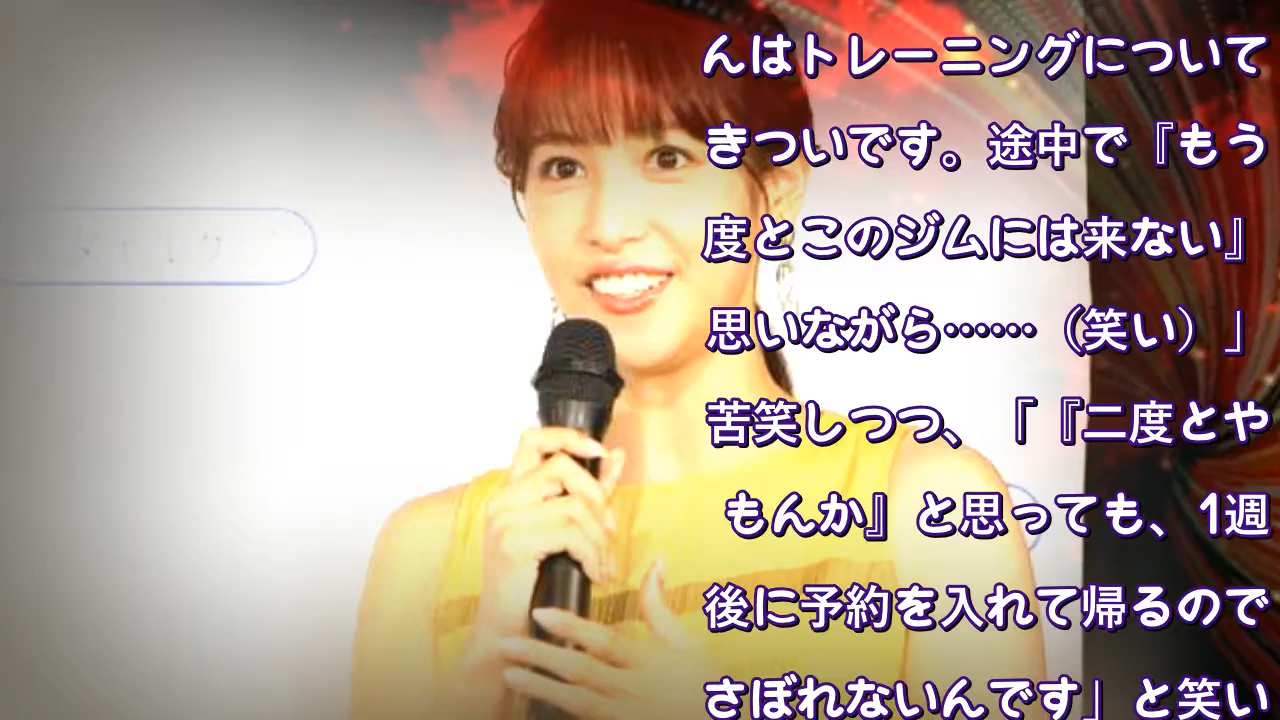 んはトレーニングについて
きついです。途中で『もう
度とこのジムには来ない』
思いながら……（笑い）」
苦笑しつつ、「『二度とや
もんか』と思っても、1週
後に予約を入れて帰るので
さぼれないんです」と笑い